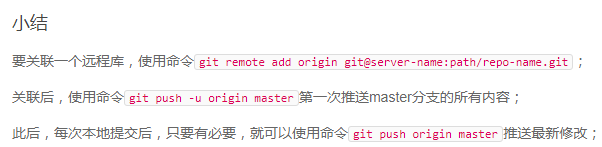 小结
要关联一个远程库，使用命令git remote add origin git@server-name:path/repo-name.git；
关联后，使用命令git push -u origin master第一次推送master分支的所有内容；
此后，每次本地提交后，只要有必要，就可以使用命令git push origin master推送最新修改；